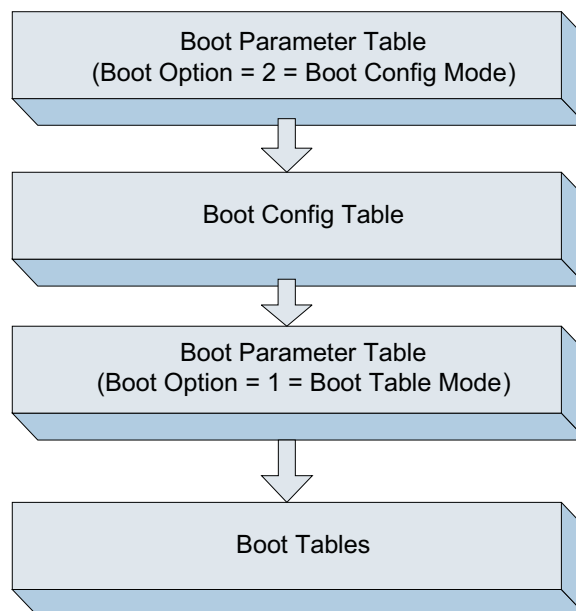 Boot Parameter Table
(Boot Option = 2 = Boot Config Mode)
Boot Config Table
Boot Parameter Table
(Boot Option = 1 = Boot Table Mode)
Boot Tables